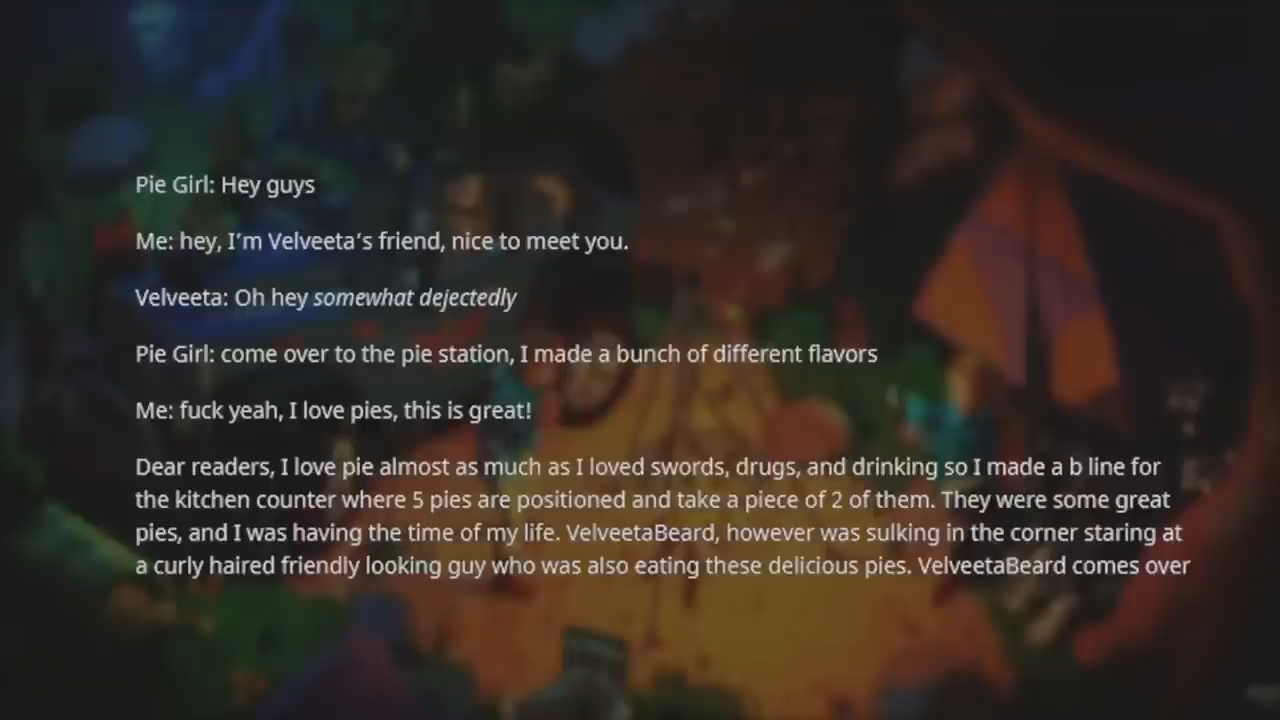 Pie Girl: Hey guys
Me: hey, I'm Velveeta's friend, nice to meet you.
Velveeta: Oh hey somewhat dejectedly
Pie Girl: come over to the pie station, I made a bunch of different flavors
Me: fuck yeah, I love pies, this is great!
Dear readers, I love pie almost as much as I loved swords, drugs, and drinking so I made a b line for
the kitchen counter where 5 pies are positioned and take a piece of 2 of them. They were some great
pies, and I was having the time of my life. VelveetaBeard, however was sulking in the corner staring at
a curly haired friendly looking guy who was also eating these delicious pies. VelveetaBeard comes over